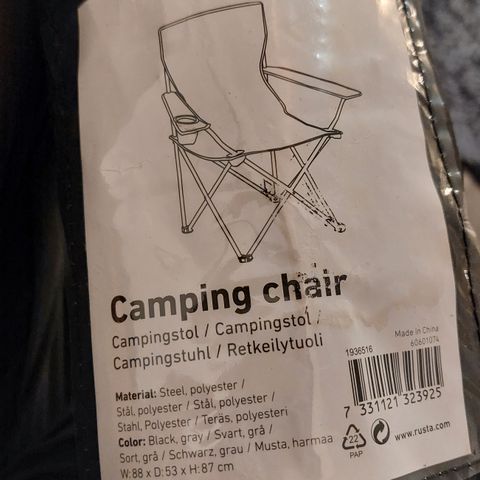 Camping chair
Campingstol / Campingstol /
Campingstuhl / Retkeilytuoli
Material: Steel, polyester /
Stål, polyester / Stål, polyester /
Stahl, Polyester / Teräs, polyesteri
Color: Black, gray / Svart, grå /
Sort, grå / Schwarz, grau / Musta, harmaa
W: 88 x D: 53 x H: 87 cm
Made in China
60601074
1936516
7 331121 323925
22
PAP
www.rusta.com